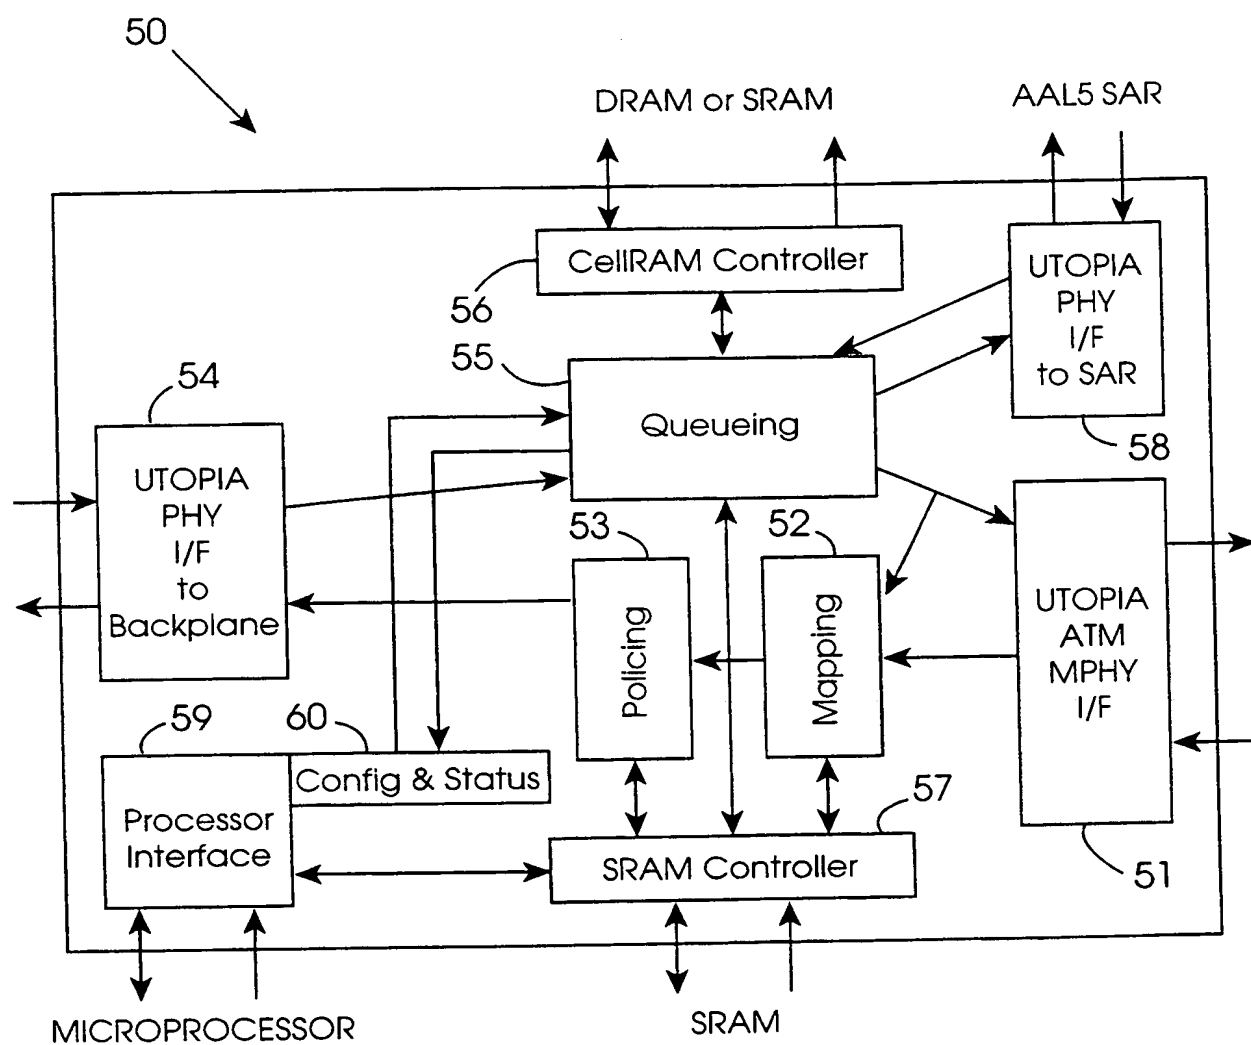 50
DRAM or SRAM
AAL5 SAR
CellRAM Controller
56
UTOPIA
PHY
I/F
to SAR
58
55
Queueing
54
UTOPIA
PHY
I/F
to
Backplane
53
Policing
52
Mapping
UTOPIA
ATM
MPHY
I/F
51
59
60
Config & Status
Processor
Interface
57
SRAM Controller
MICROPROCESSOR
SRAM